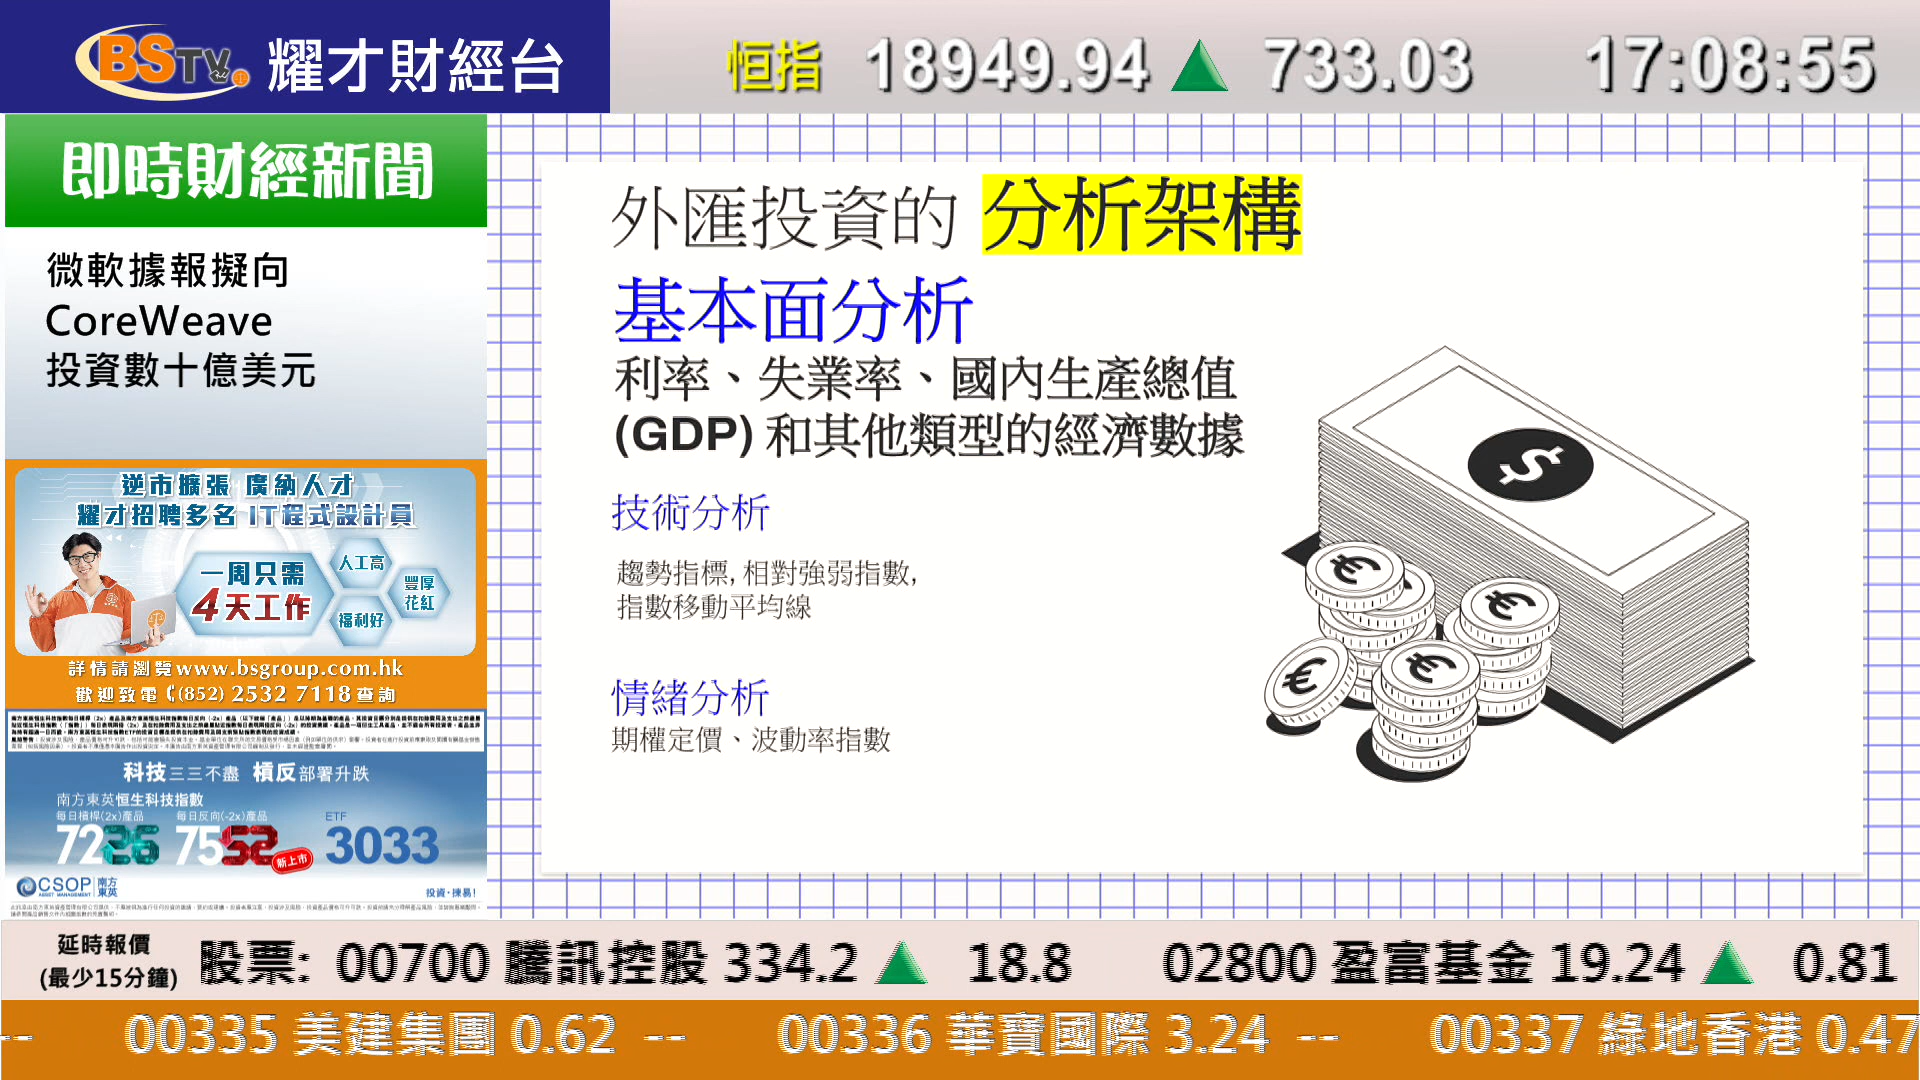 BSTV 耀才財經台
恒指 18949.94 ▲ 733.03 17:08:55
即時財經新聞
微軟據報擬向
CoreWeave
投資數十億美元
逆市擴張 廣納人才
耀才招聘多名 IT程式設計員
一周只需
4天工作
人工高
福利好
豐厚
花紅
詳情請瀏覽www.bsgroup.com.hk
歡迎致電 (852) 2532 7118 查詢
科技三三不盡 槓反部署升跌
南方東英恒生科技指數
每日槓桿(2x)產品 每日反向(-2x)產品 ETF
7226 7552 3033
新上市
CSOP 南方
ASSET MANAGEMENT 東英
投資·揀易!
外匯投資的 分析架構
基本面分析
利率、失業率、國內生產總值
(GDP) 和其他類型的經濟數據
技術分析
趨勢指標, 相對強弱指數,
指數移動平均線
情緒分析
期權定價、波動率指數
延時報價
(最少15分鐘)
股票: 00700 騰訊控股 334.2 ▲ 18.8 02800 盈富基金 19.24 ▲ 0.81
-- 00335 美建集團 0.62 -- 00336 華寶國際 3.24 -- 00337 綠地香港 0.47